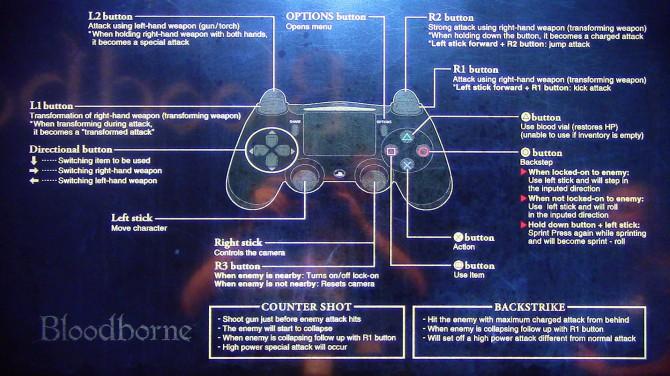 L2 button
Attack using left-hand weapon (gun/torch)
*When holding right-hand weapon with both hands,
it becomes a special attack
OPTIONS button
Opens menu
R2 button
Strong attack using right-hand weapon (transforming weapon)
*When holding down the button, it becomes a charged attack
*Left stick forward + R2 button: jump attack
R1 button
Attack using right-hand weapon (transforming weapon)
*Left stick forward + R1 button: kick attack
L1 button
Transformation of right-hand weapon (transforming weapon)
*When transforming during attack,
it becomes a "transformed attack"
SHARE
OPTIONS
button
Use blood vial (restores HP)
(unable to use if inventory is empty)
Directional button
Switching item to be used
Switching right-hand weapon
Switching left-hand weapon
button
Backstep
When locked-on to enemy:
Use left stick and will step in
the inputed direction
When not locked-on to enemy:
Use left stick and will roll
in the inputed direction
Hold down button + left stick:
Sprint Press again while sprinting
and will become sprint - roll
Left stick
Move character
Right stick
Controls the camera
R3 button
When enemy is nearby: Turns on/off lock-on
When enemy is not nearby: Resets camera
button
Action
button
Use item
Bloodborne
COUNTER SHOT
- Shoot gun just before enemy attack hits
- The enemy will start to collapse
- When enemy is collapsing follow up with R1 button
- High power special attack will occur
BACKSTRIKE
- Hit the enemy with maximum charged attack from behind
- When enemy is collapsing follow up with R1 button
- Will set off a high power attack different from normal attack